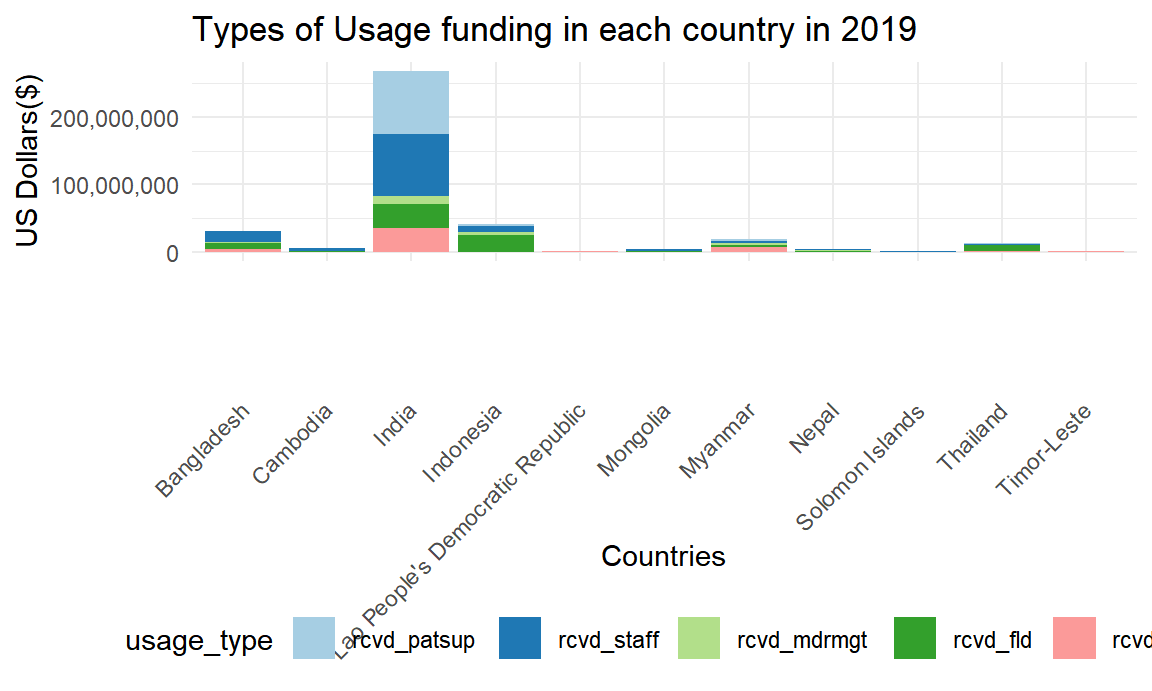 Types of Usage funding in each country in 2019
US Dollars($)
200,000,000
100,000,000
0
Bangladesh
Cambodia
India
Indonesia
Lao People's Democratic Republic
Mongolia
Myanmar
Nepal
Solomon Islands
Thailand
Timor-Leste
Countries
usage_type rcvd_patsup rcvd_staff rcvd_mdrmgt rcvd_fld rcvd